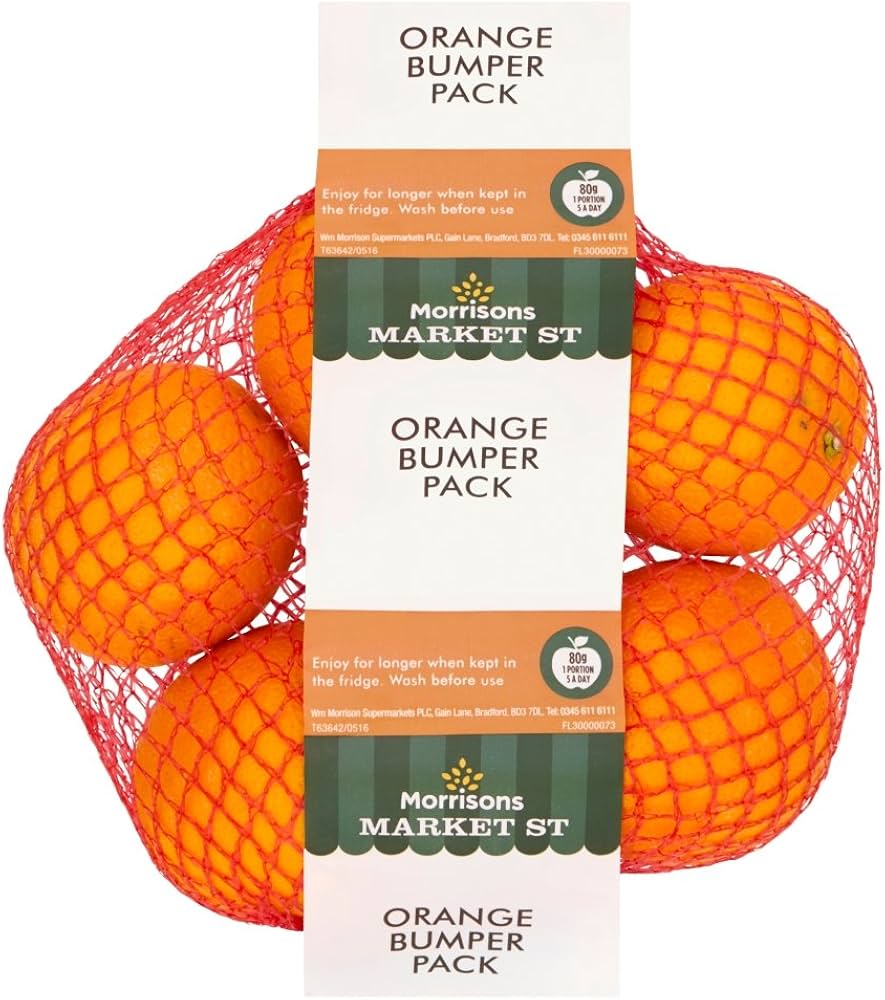 ORANGE
BUMPER
PACK
Enjoy for longer when kept in
the fridge. Wash before use
80g
1 PORTION
5 A DAY
Wm Morrison Supermarkets PLC, Gain Lane, Bradford, BD3 7DL. Tel: 0345 611 6111
T63642/0516
FL30000073
Morrisons
MARKET ST
ORANGE
BUMPER
PACK
Enjoy for longer when kept in
the fridge. Wash before use
80g
1 PORTION
5 A DAY
Wm Morrison Supermarkets PLC, Gain Lane, Bradford, BD3 7DL. Tel: 0345 611 6111
T63642/0516
FL30000073
Morrisons
MARKET ST
ORANGE
BUMPER
PACK